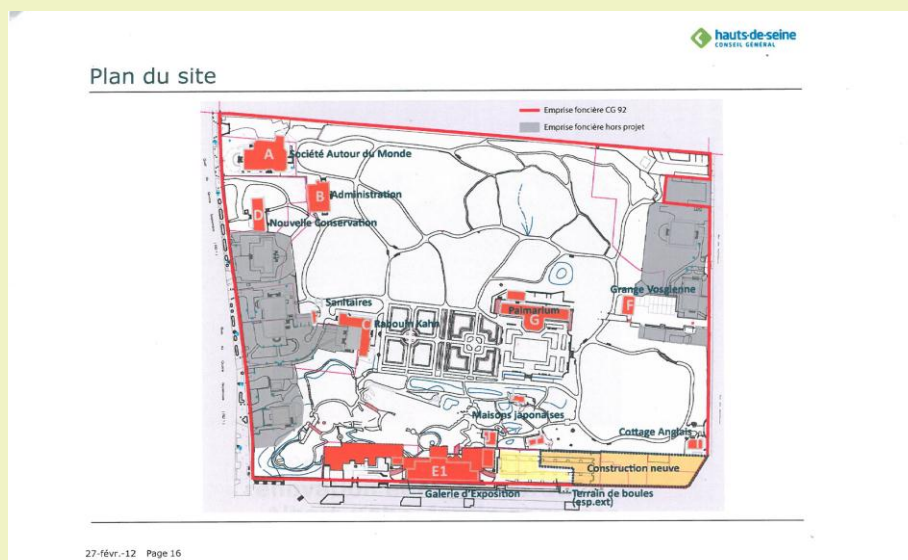 hauts-de-seine
CONSEIL GENERAL
Plan du site
Emprise foncière CG 92
Emprise foncière hors projet
A
Société Autour du Monde
B
Administration
D
Nouvelle Conservation
Grange Vosgienne
F
Sanitaires
Palmarium
G
C
Kahn
Maisons japonaises
Cottage Anglais
Construction neuve
E1
Galerie d'Exposition
Terrain de boules
(esp.ext)
27-févr.-12 Page 16